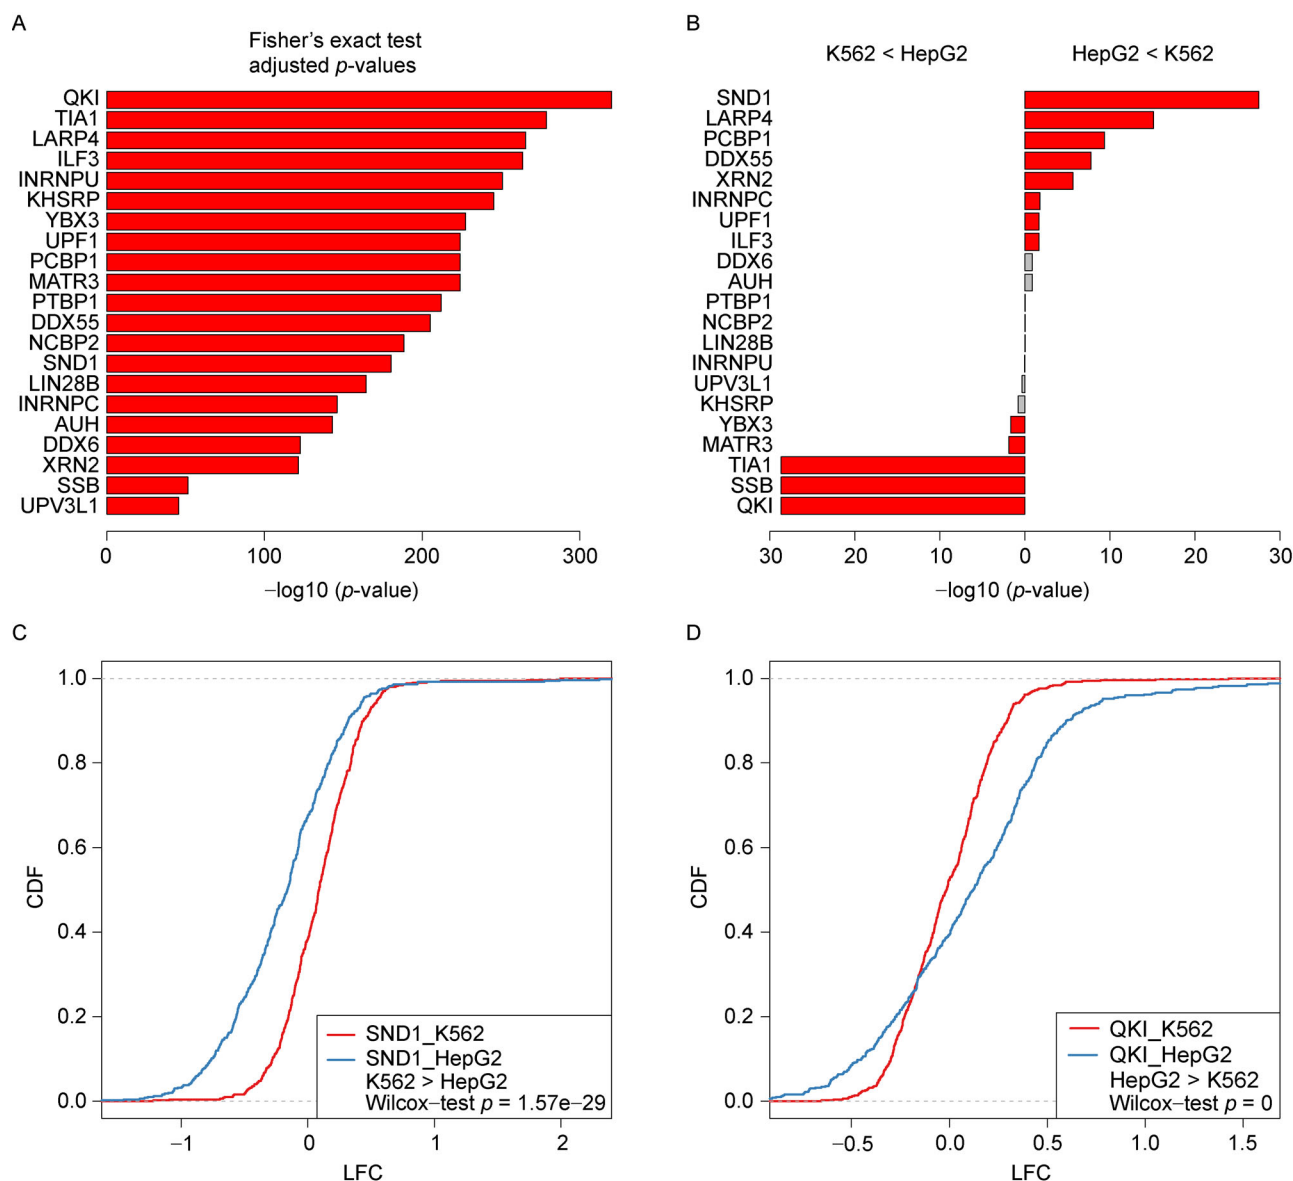 A
Fisher's exact test
adjusted p-values
QKI
TIA1
LARP4
ILF3
INRNPU
KHSRP
YBX3
UPF1
PCBP1
MATR3
PTBP1
DDX55
NCBP2
SND1
LIN28B
INRNPC
AUH
DDX6
XRN2
SSB
UPV3L1
0 100 200 300
−log10 (p-value)
B
K562 < HepG2 HepG2 < K562
SND1
LARP4
PCBP1
DDX55
XRN2
INRNPC
UPF1
ILF3
DDX6
AUH
PTBP1
NCBP2
LIN28B
INRNPU
UPV3L1
KHSRP
YBX3
MATR3
TIA1
SSB
QKI
30 20 10 0 10 20 30
−log10 (p-value)
C
CDF
1.0
0.8
0.6
0.4
0.2
0.0
SND1_K562
SND1_HepG2
K562 > HepG2
Wilcox−test p = 1.57e−29
−1 0 1 2
LFC
D
CDF
1.0
0.8
0.6
0.4
0.2
0.0
QKI_K562
QKI_HepG2
HepG2 > K562
Wilcox−test p = 0
−0.5 0.0 0.5 1.0 1.5
LFC